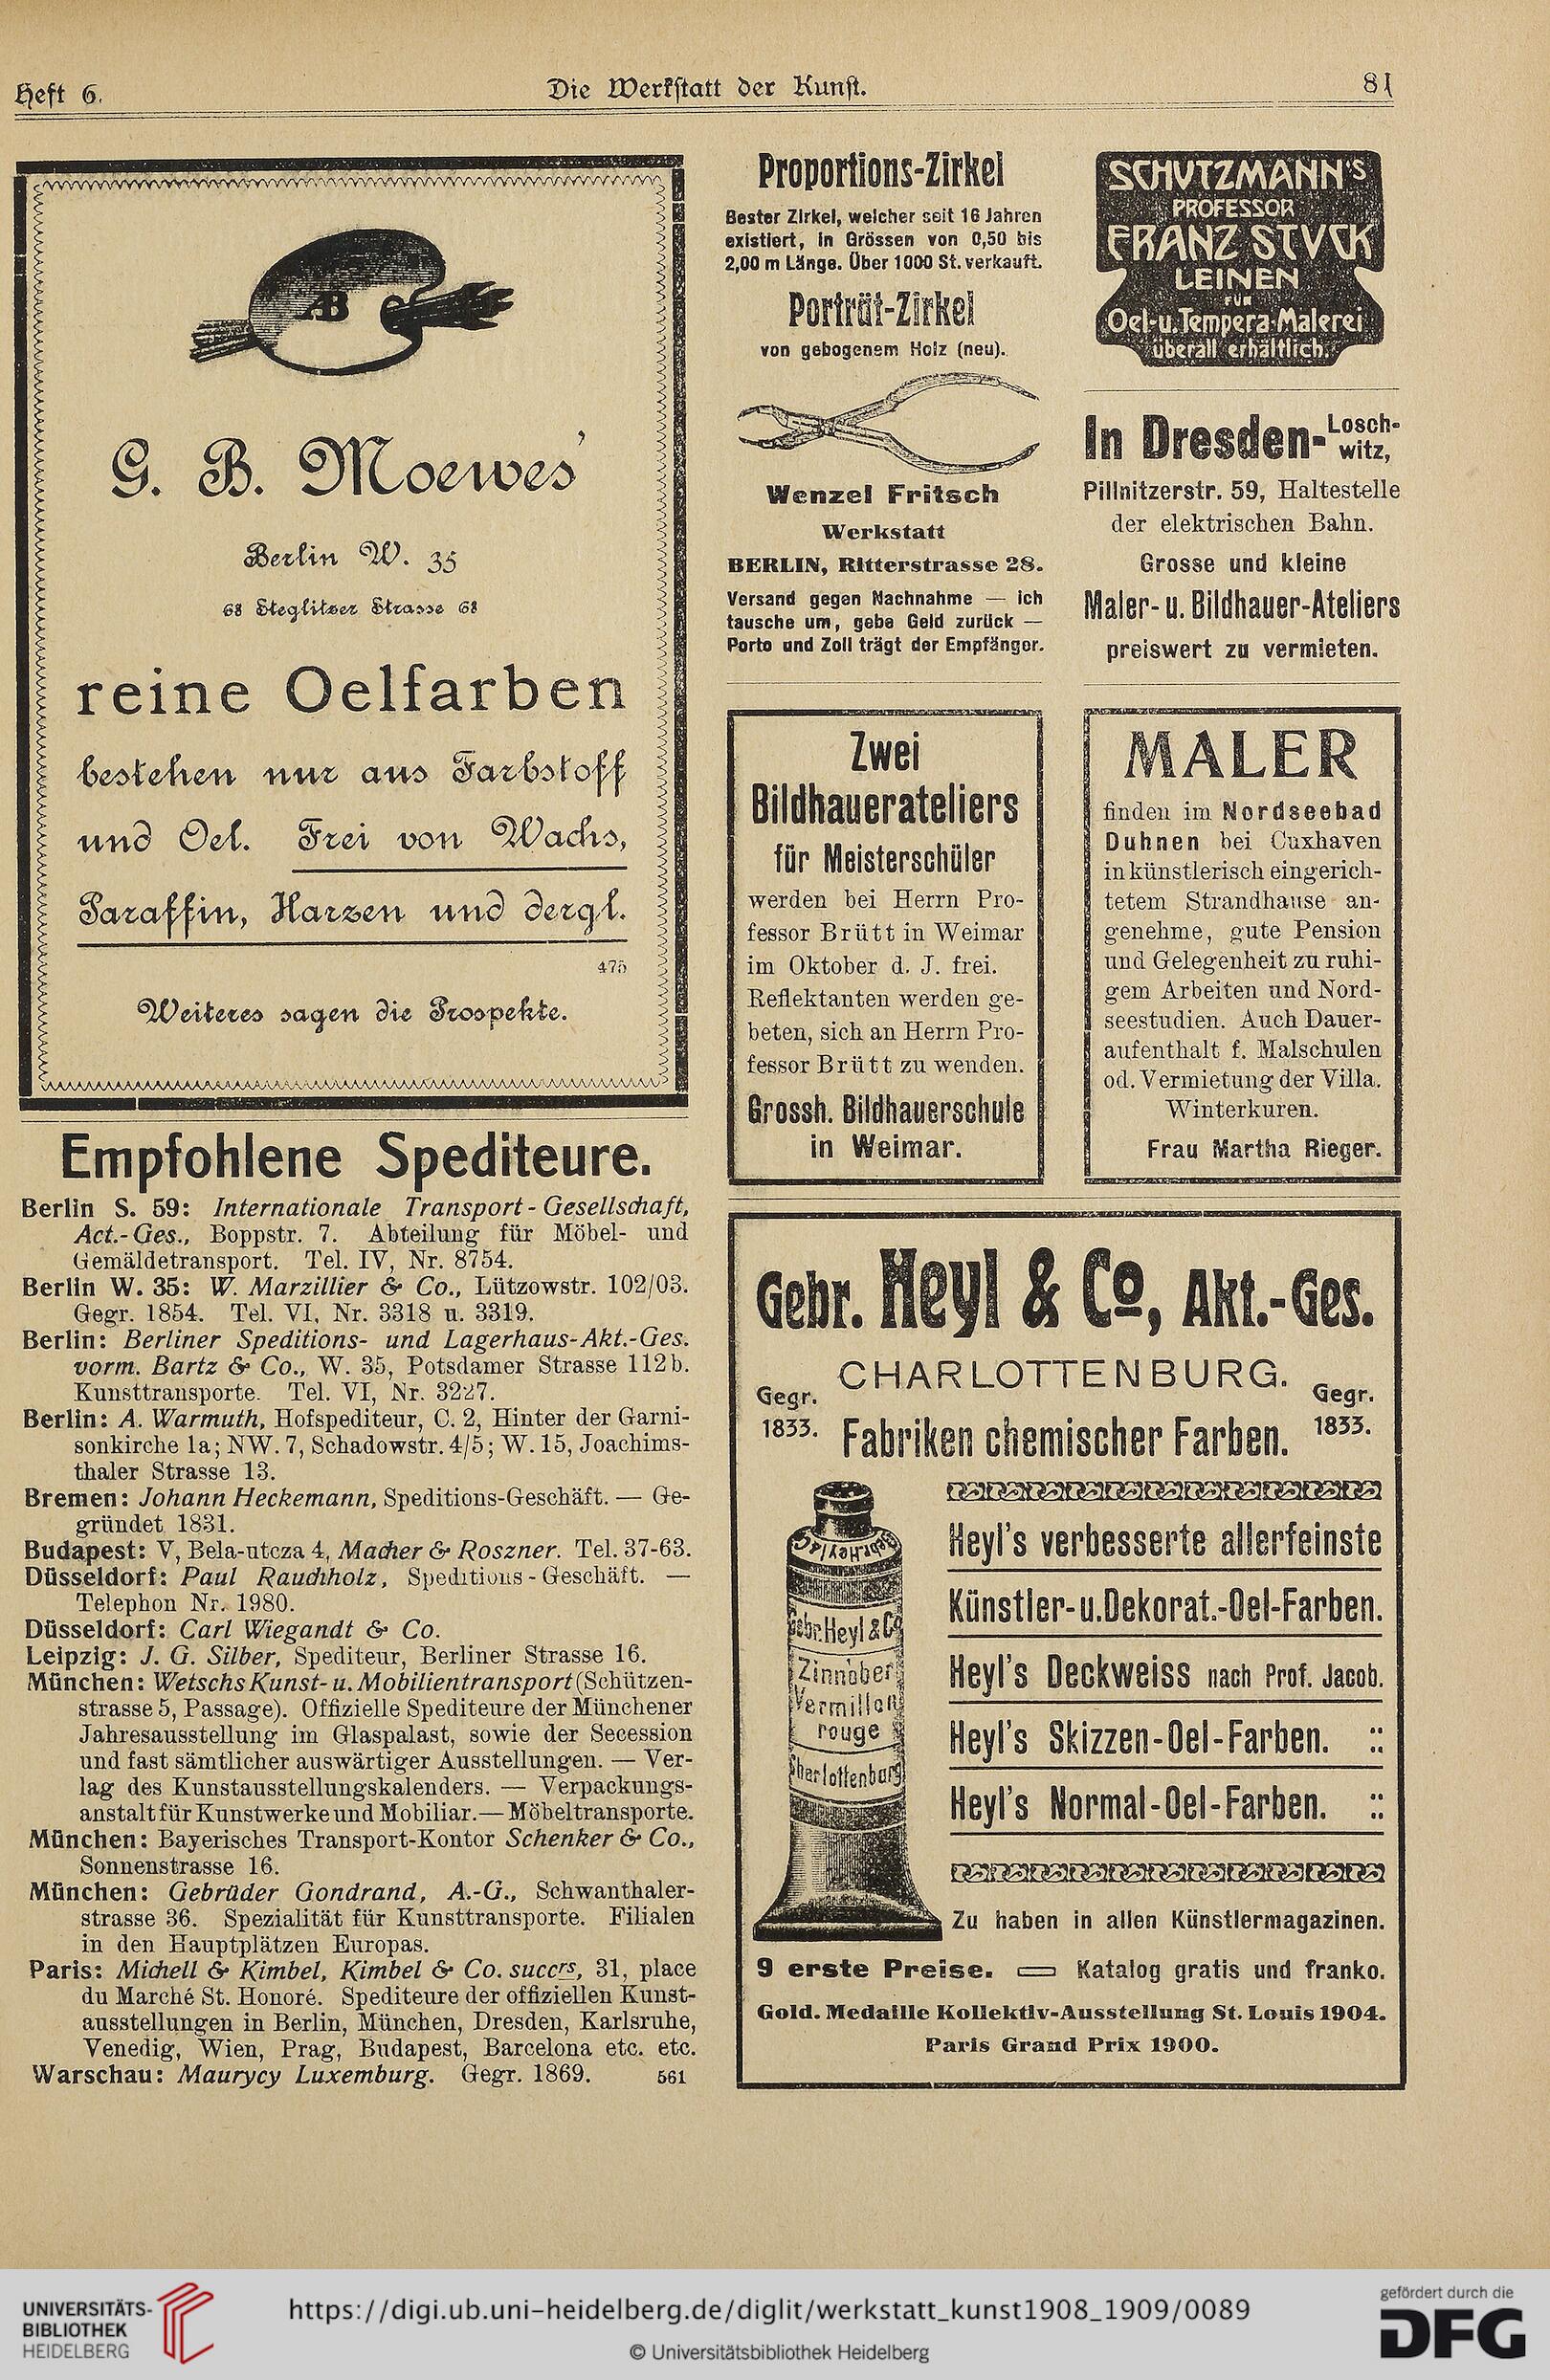 Heft 6.
Die Werkstatt der Kunst.
81
AB
G. B. Moewes'
Berlin W. 35
68 Steglitzer Strasse 68
reine Oelfarben
bestehen nur aus Farbstoff
und Oel. Frei von Wachs,
Paraffin, Harzen und dergl.
475
Weiteres sagen die Prospekte.
Empfohlene Spediteure.
Berlin S. 59: Internationale Transport-Gesellschaft,
Act.-Ges., Boppstr. 7. Abteilung für Möbel- und
Gemäldetransport. Tel. IV, Nr. 8754.
Berlin W. 35: W. Marzillier & Co., Lützowstr. 102/03.
Gegr. 1854. Tel. VI, Nr. 3318 u. 3319.
Berlin: Berliner Speditions- und Lagerhaus-Akt.-Ges.
vorm. Bartz & Co., W. 35, Potsdamer Strasse 112b.
Kunsttransporte. Tel. VI, Nr. 3227.
Berlin: A. Warmuth, Hofspediteur, C. 2, Hinter der Garni-
sonkirche 1a; NW. 7, Schadowstr. 4/5; W. 15, Joachims-
thaler Strasse 13.
Bremen: Johann Heckemann, Speditions-Geschäft. — Ge-
gründet 1831.
Budapest: V, Bela-utcza 4, Macher & Roszner. Tel. 37-63.
Düsseldorf: Paul Rauchholz, Speditions-Geschäft. —
Telephon Nr. 1980.
Düsseldorf: Carl Wiegandt & Co.
Leipzig: J. G. Silber, Spediteur, Berliner Strasse 16.
München: Wetschs Kunst- u. Mobilientransport (Schützen-
strasse 5, Passage). Offizielle Spediteure der Münchener
Jahresausstellung im Glaspalast, sowie der Secession
und fast sämtlicher auswärtiger Ausstellungen. — Ver-
lag des Kunstausstellungskalenders. — Verpackungs-
anstalt für Kunstwerke und Mobiliar. — Möbeltransporte.
München: Bayerisches Transport-Kontor Schenker & Co.,
Sonnenstrasse 16.
München: Gebrüder Gondrand, A.-G., Schwanthaler-
strasse 36. Spezialität für Kunsttransporte. Filialen
in den Hauptplätzen Europas.
Paris: Michell & Kimbel, Kimbel & Co. succrs, 31, place
du Marché St. Honoré. Spediteure der offiziellen Kunst-
ausstellungen in Berlin, München, Dresden, Karlsruhe,
Venedig, Wien, Prag, Budapest, Barcelona etc. etc.
Warschau: Maurycy Luxemburg. Gegr. 1869. 561
Proportions-Zirkel
Bester Zirkel, welcher seit 16 Jahren
existiert, in Grössen von 0,50 bis
2,00 m Länge. Über 1000 St. verkauft.
Porträt-Zirkel
von gebogenem Holz (neu).
Wenzel Fritsch
Werkstatt
BERLIN, Ritterstrasse 28.
Versand gegen Nachnahme — ich
tausche um, gebe Geld zurück —
Porto und Zoll trägt der Empfänger.
SCHUTZMANN'S
PROFESSOR
FRANZ STUCK
LEINEN
FUR
Oel-u. Tempera-Malerei
überall erhältlich.
In Dresden-Losch-
witz,
Pillnitzerstr. 59, Haltestelle
der elektrischen Bahn.
Grosse und kleine
Maler- u. Bildhauer-Ateliers
preiswert zu vermieten.
Zwei
Bildhauerateliers
für Meisterschüler
werden bei Herrn Pro-
fessor Brütt in Weimar
im Oktober d. J. frei.
Reflektanten werden ge-
beten, sich an Herrn Pro-
fessor Brütt zu wenden.
Grossh. Bildhauerschule
in Weimar.
MALER
finden im Nordseebad
Duhnen bei Cuxhaven
in künstlerisch eingerich-
tetem Strandhause an-
genehme, gute Pension
und Gelegenheit zu ruhi-
gem Arbeiten und Nord-
seestudien. Auch Dauer-
aufenthalt f. Malschulen
od. Vermietung der Villa.
Winterkuren.
Frau Martha Rieger.
Gebr. Heyl & Co, Akt.-Ges.
CHARLOTTENBURG.
Gegr. 1833.
Gegr. 1833.
Fabriken chemischer Farben.
Gebr. Heyl & Co
Zinnober
Vermillon
rouge
Charlottenburg
Heyl's verbesserte allerfeinste
Künstler- u. Dekorat.-Oel-Farben.
Heyl's Deckweiss nach Prof. Jacob.
Heyl's Skizzen-Oel-Farben. ::
Heyl's Normal-Oel-Farben. ::
Zu haben in allen Künstlermagazinen.
9 erste Preise. Katalog gratis und franko.
Gold. Medaille Kollektiv-Ausstellung St. Louis 1904.
Paris Grand Prix 1900.
UNIVERSITÄTS-
BIBLIOTHEK
HEIDELBERG
https://digi.ub.uni-heidelberg.de/diglit/werkstatt_kunst1908_1909/0089
© Universitätsbibliothek Heidelberg
gefördert durch die
DFG